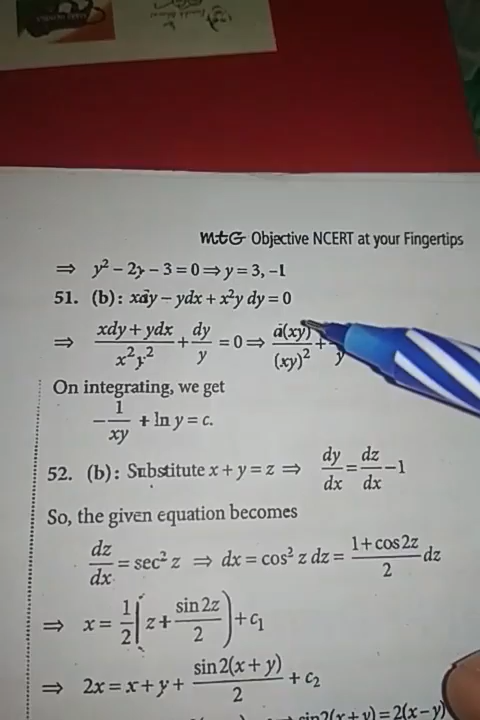 mtG Objective NCERT at your Fingertips
⇒ y² − 2y − 3 = 0 ⇒ y = 3, −1
51. (b) : xdy − ydx + x²y dy = 0
⇒ (xdy + ydx)/(x²y²) + dy/y = 0 ⇒ d(xy)/(xy)² + y
On integrating, we get
−1/(xy) + ln y = c.
52. (b) : Substitute x + y = z ⇒ dy/dx = dz/dx − 1
So, the given equation becomes
dz/dx = sec² z ⇒ dx = cos² z dz = (1 + cos 2z)/2 dz
⇒ x = 1/2 (z + sin 2z/2) + c₁
⇒ 2x = x + y + sin 2(x + y)/2 + c₂
sin2(x + y) = 2(x − y)